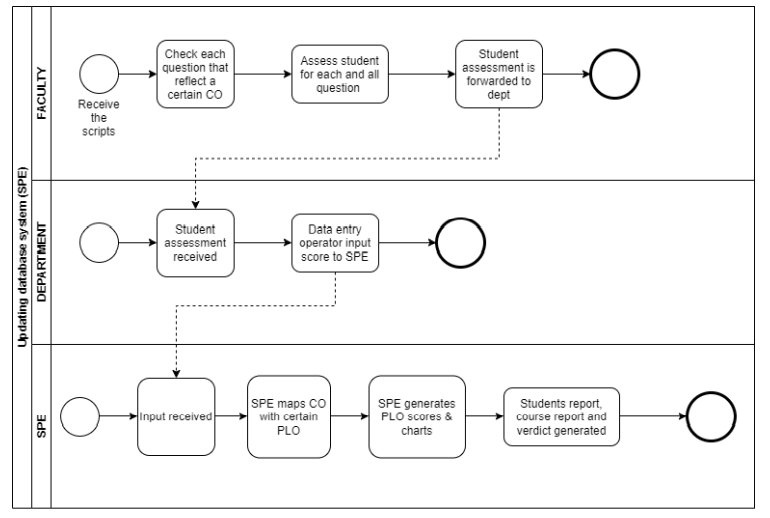 Updating database system (SPE)
FACULTY
Receive
the
scripts
Check each
question that
reflect a
certain CO
Assess student
for each and all
question
Student
assessment is
forwarded to
dept
DEPARTMENT
Student
assessment
received
Data entry
operator input
score to SPE
SPE
Input received
SPE maps CO
with certain
PLO
SPE generates
PLO scores &
charts
Students report,
course report and
verdict generated